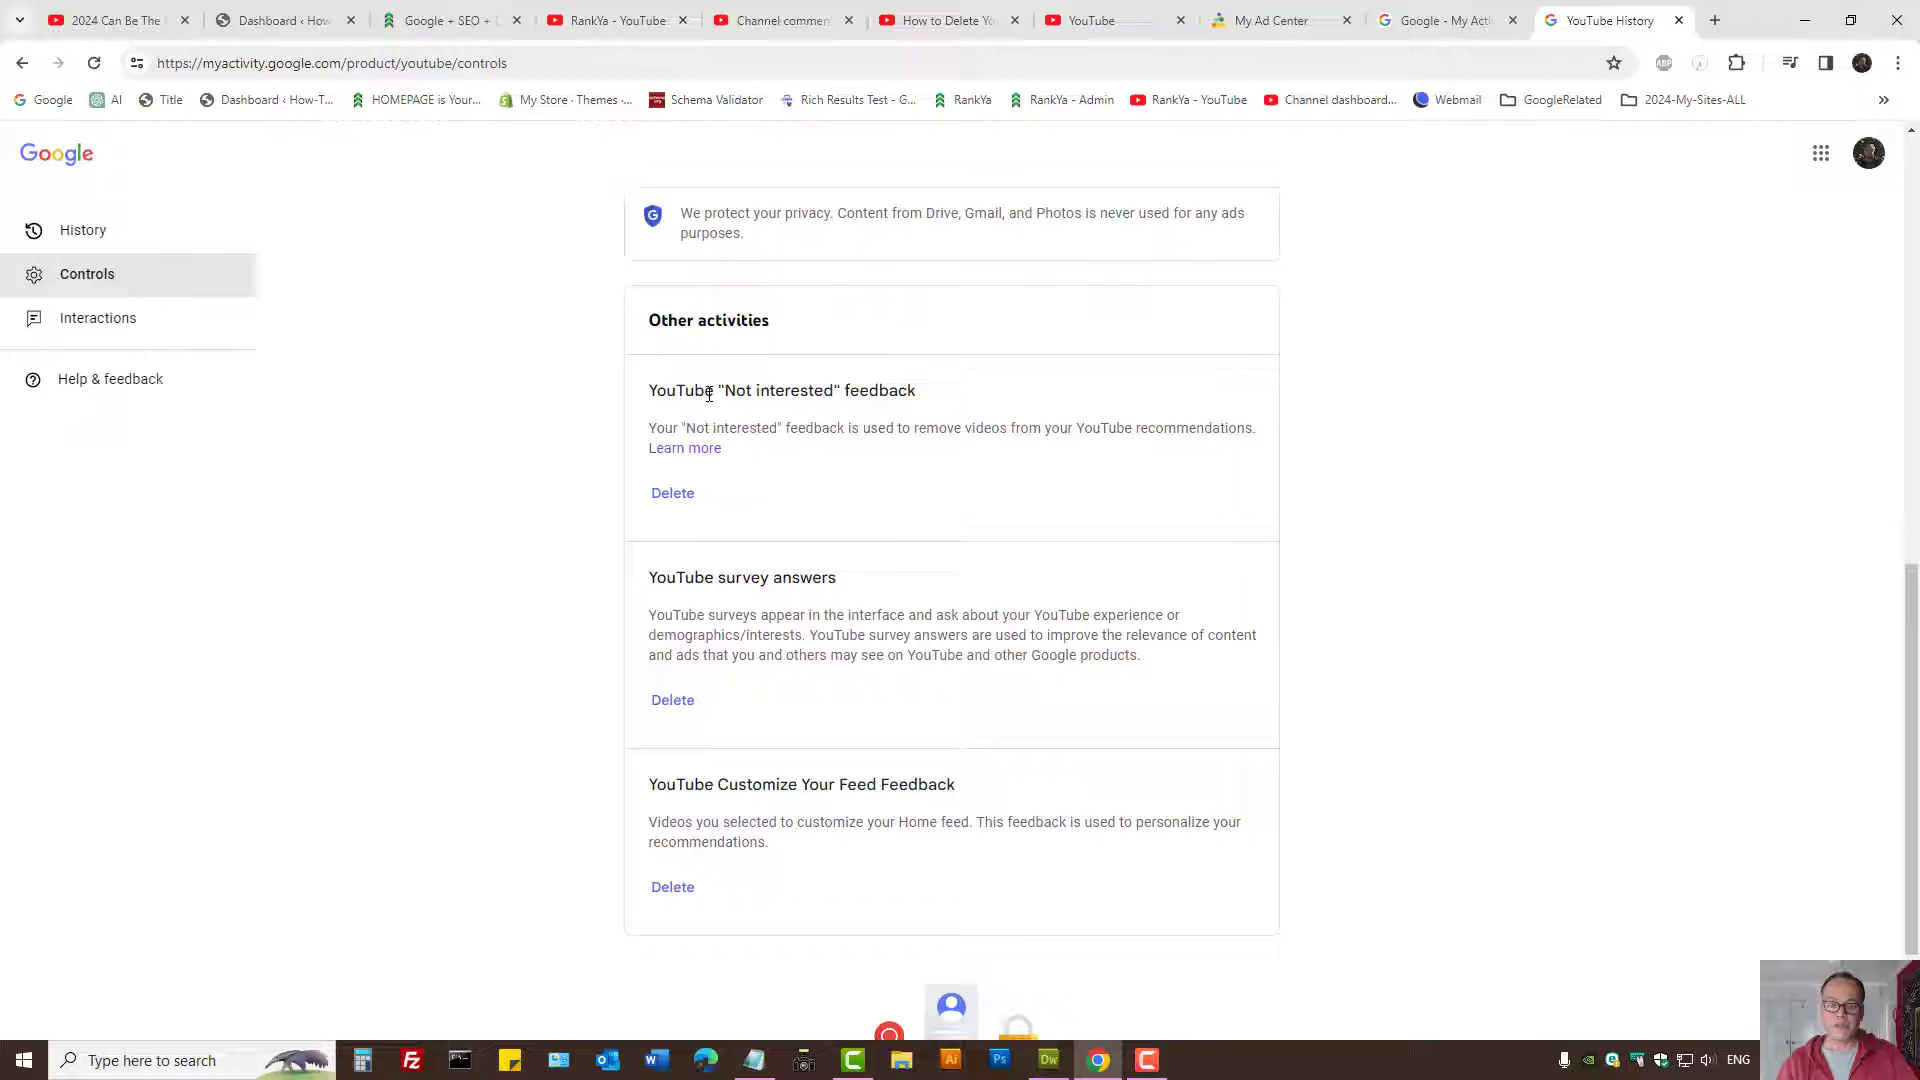 2024 Can Be The
Dashboard ‹ How
Google + SEO +
RankYa - YouTube
Channel commen
How to Delete Yo
YouTube
My Ad Center
Google - My Acti
YouTube History
https://myactivity.google.com/product/youtube/controls
ABP
Google
AI
Title
Dashboard ‹ How-T...
HOMEPAGE is Your...
My Store · Themes ·...
Schema Validator
Rich Results Test - G...
RankYa
RankYa - Admin
RankYa - YouTube
Channel dashboard...
Webmail
GoogleRelated
2024-My-Sites-ALL
»
Google
History
Controls
Interactions
Help & feedback
We protect your privacy. Content from Drive, Gmail, and Photos is never used for any ads
purposes.
Other activities
YouTube "Not interested" feedback
Your "Not interested" feedback is used to remove videos from your YouTube recommendations.
Learn more
Delete
YouTube survey answers
YouTube surveys appear in the interface and ask about your YouTube experience or
demographics/interests. YouTube survey answers are used to improve the relevance of content
and ads that you and others may see on YouTube and other Google products.
Delete
YouTube Customize Your Feed Feedback
Videos you selected to customize your Home feed. This feedback is used to personalize your
recommendations.
Delete
Type here to search
Fz
Ai
Ps
Dw
ENG